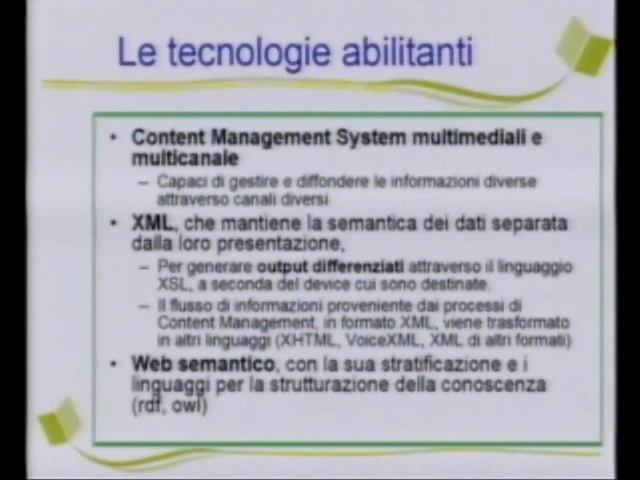 Le tecnologie abilitanti
• Content Management System multimediali e
multicanale
– Capaci di gestire e diffondere le informazioni diverse
attraverso canali diversi
• XML, che mantiene la semantica dei dati separata
dalla loro presentazione,
– Per generare output differenziati attraverso il linguaggio
XSL, a seconda del device cui sono destinate.
– Il flusso di informazioni proveniente dai processi di
Content Management, in formato XML, viene trasformato
in altri linguaggi (XHTML, VoiceXML, XML di altri formati)
• Web semantico, con la sua stratificazione e i
linguaggi per la strutturazione della conoscenza
(rdf, owl)